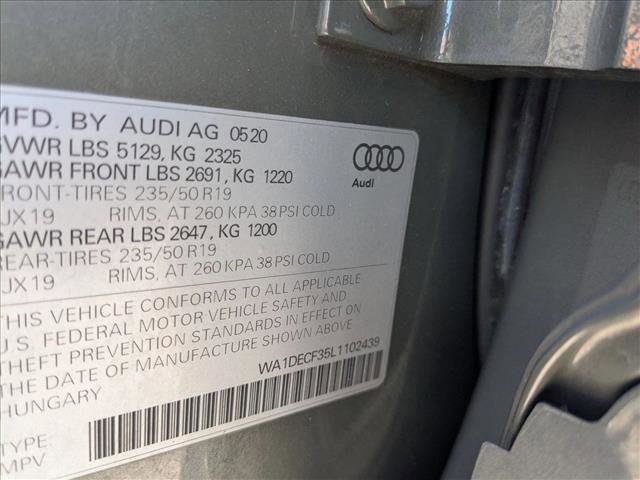 MFD. BY AUDI AG 05 20
GVWR LBS 5129, KG 2325
GAWR FRONT LBS 2691, KG 1220
FRONT-TIRES 235/50 R19
JX19 RIMS, AT 260 KPA 38 PSI COLD
GAWR REAR LBS 2647, KG 1200
REAR-TIRES 235/50 R19
JX19 RIMS, AT 260 KPA 38 PSI COLD
THIS VEHICLE CONFORMS TO ALL APPLICABLE
U.S. FEDERAL MOTOR VEHICLE SAFETY AND
THEFT PREVENTION STANDARDS IN EFFECT ON
THE DATE OF MANUFACTURE SHOWN ABOVE
HUNGARY
WA1DECF35L1102439
TYPE:
MPV
Audi